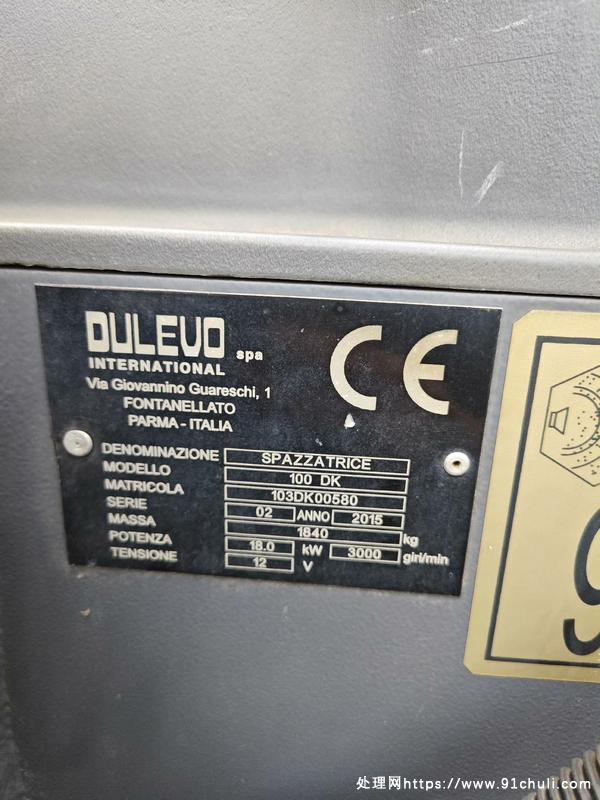 DULEVO spa
INTERNATIONAL
Via Giovannino Guareschi, 1
FONTANELLATO
PARMA - ITALIA
CE
DENOMINAZIONE SPAZZATRICE
MODELLO 100 DK
MATRICOLA 103DK00580
SERIE 02 ANNO 2015
MASSA 1840 kg
POTENZA 18.0 kW 3000 giri/min
TENSIONE 12 V
处理网https://www.91chuli.com/